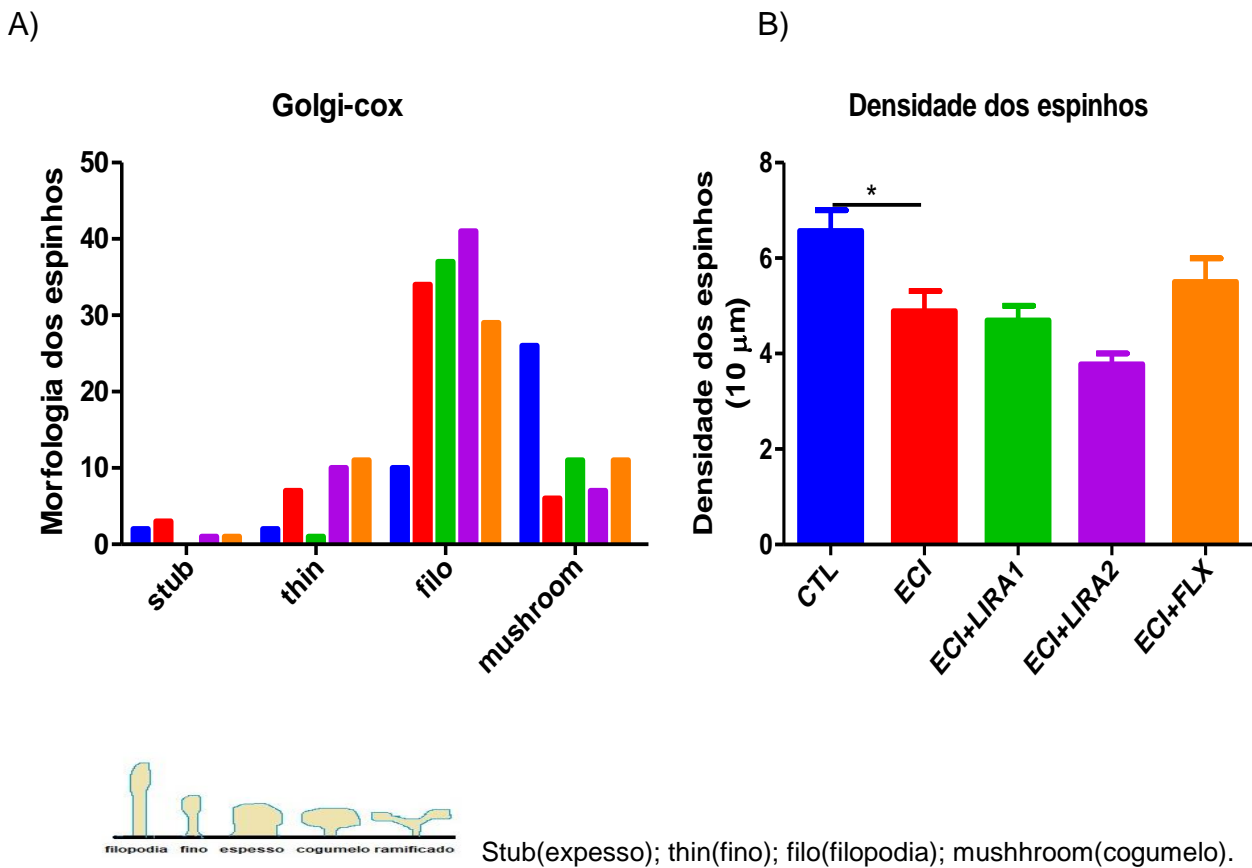 A)
B)
Golgi-cox
Morfologia dos espinhos
50
40
30
20
10
0
stub
thin
filo
mushroom
Densidade dos espinhos
Densidade dos espinhos
(10 µm)
8
6
4
2
0
*
CTL
ECI
ECI+LIRA1
ECI+LIRA2
ECI+FLX
filopodia fino espesso cogumelo ramificado
Stub(expesso); thin(fino); filo(filopodia); mushhroom(cogumelo).